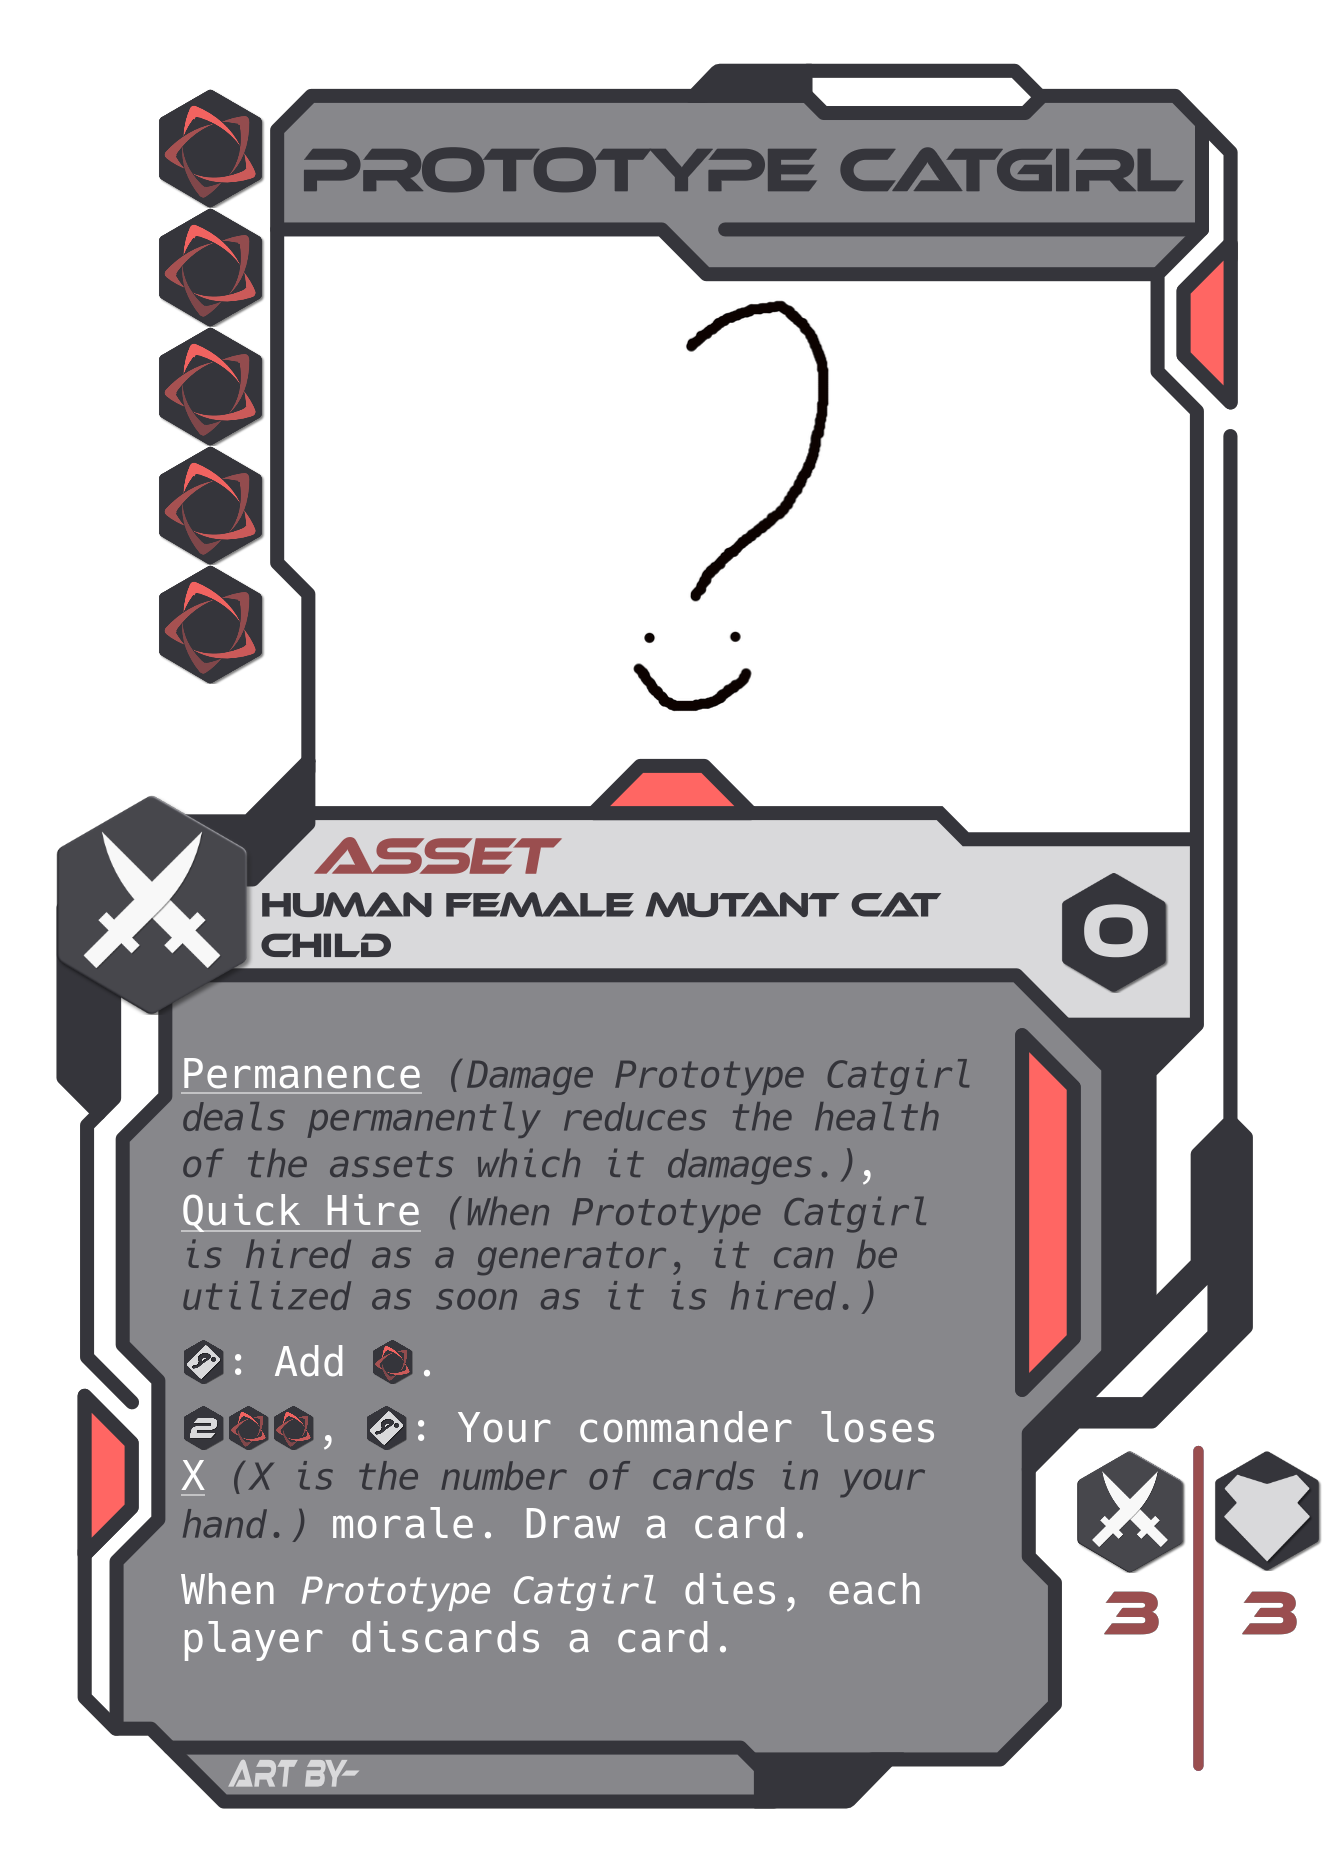 PROTOTYPE CATGIRL
ASSET
HUMAN FEMALE MUTANT CAT
CHILD
0
Permanence (Damage Prototype Catgirl
deals permanently reduces the health
of the assets which it damages.),
Quick Hire (When Prototype Catgirl
is hired as a generator, it can be
utilized as soon as it is hired.)
: Add .
2, : Your commander loses
X (X is the number of cards in your
hand.) morale. Draw a card.
When Prototype Catgirl dies, each
player discards a card.
3 3
ART BY-